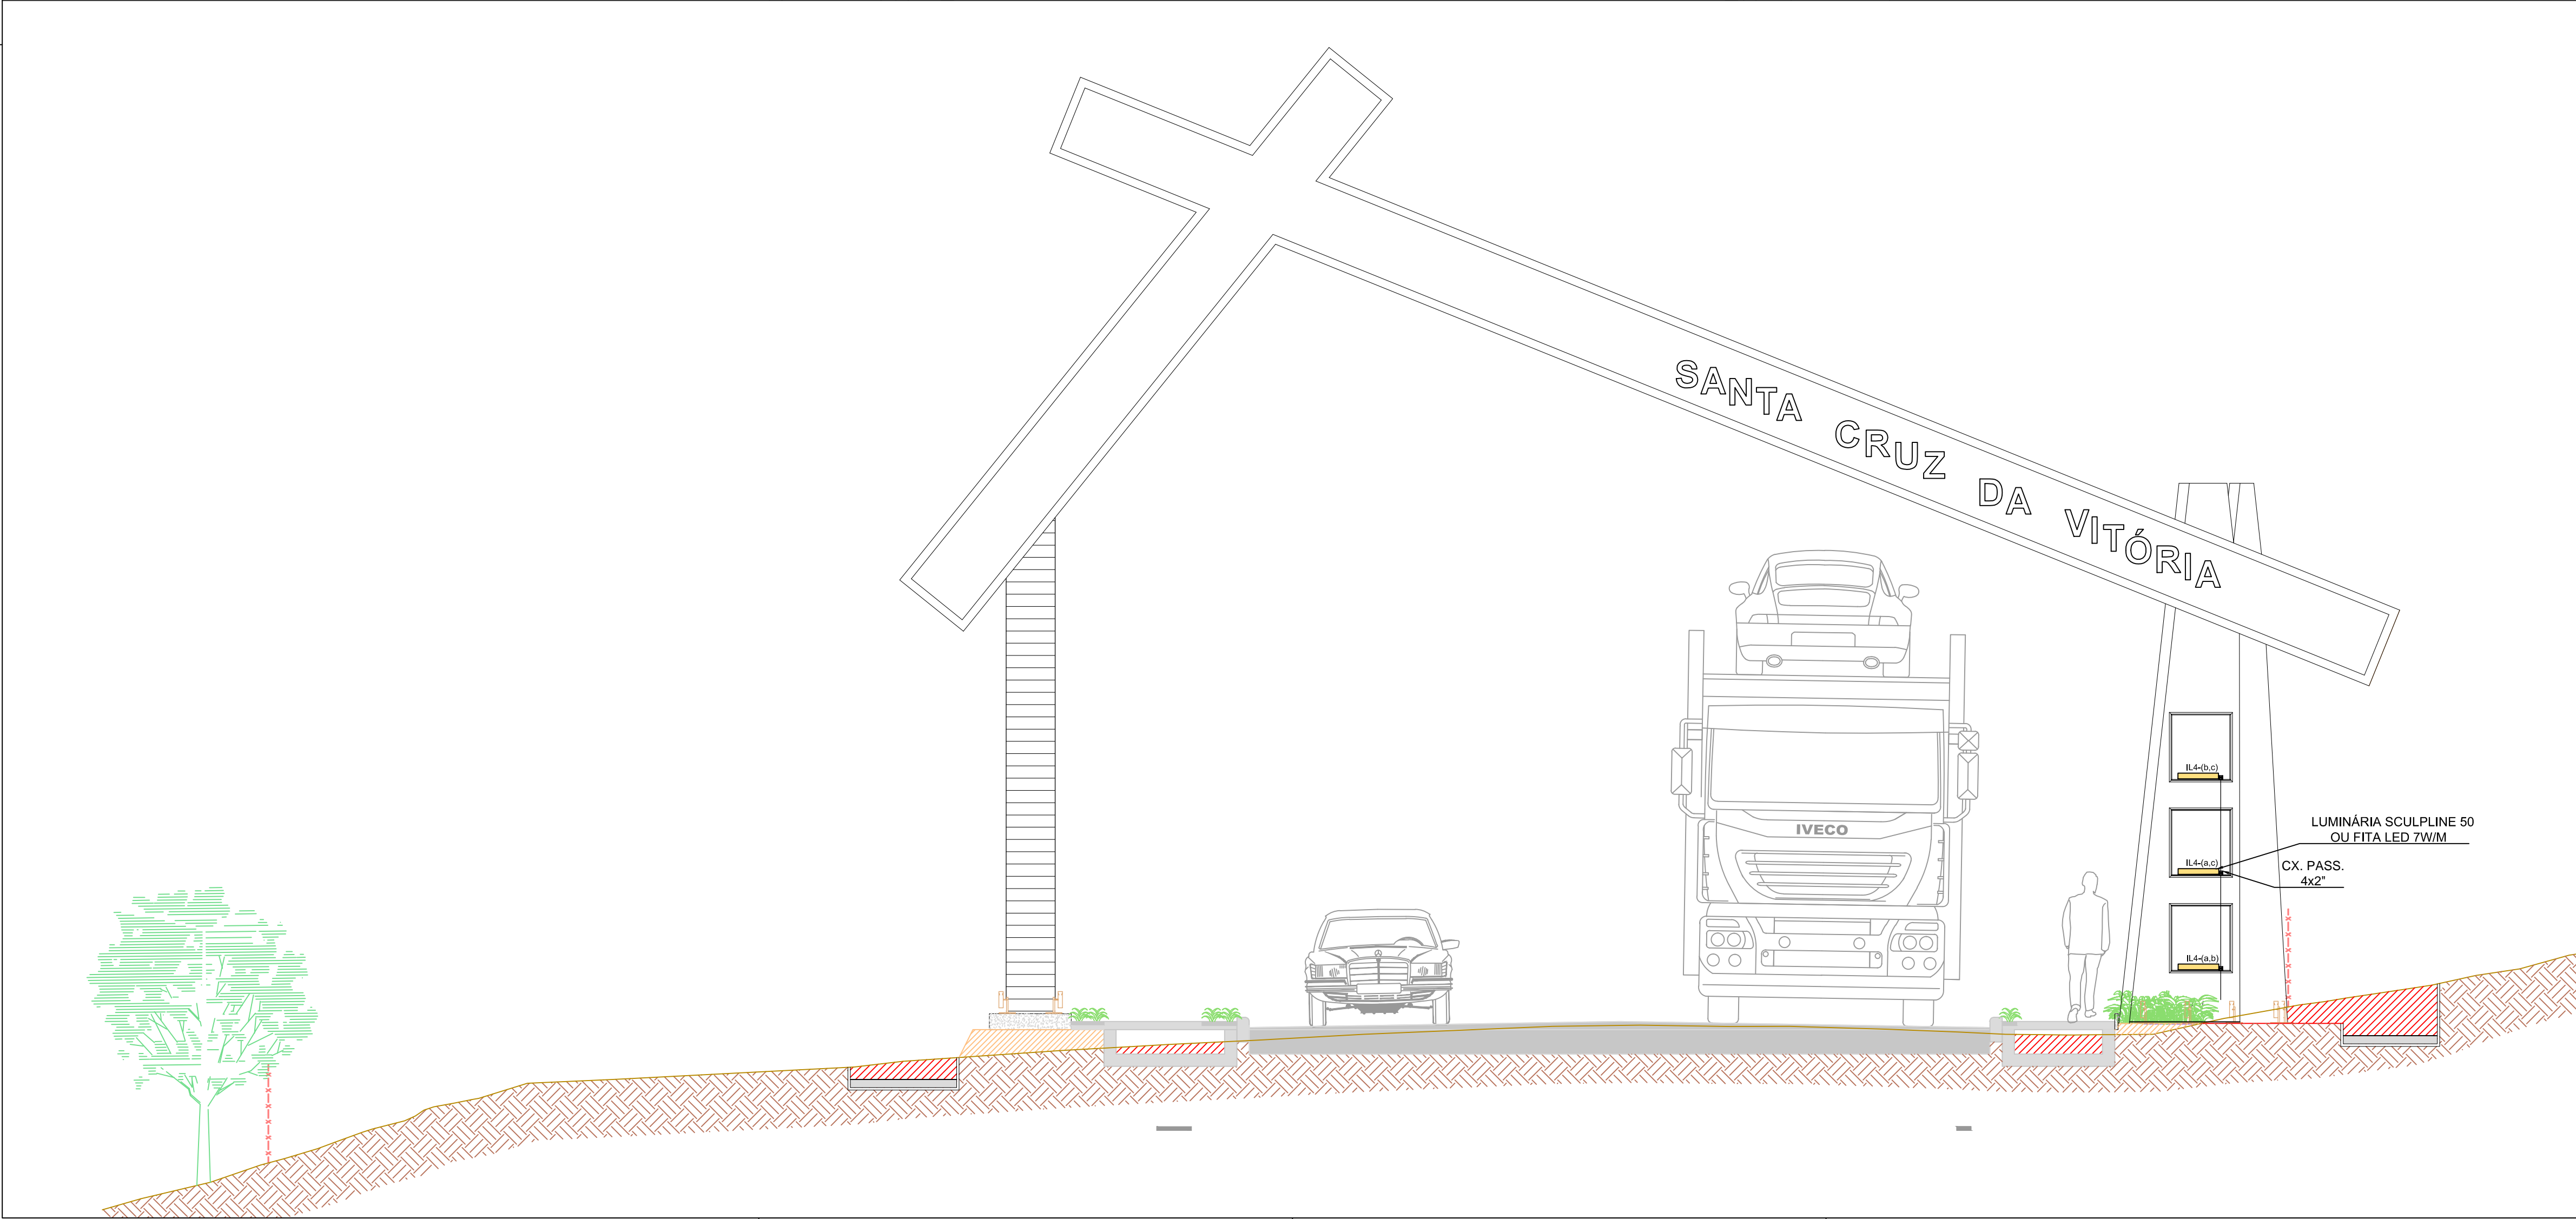 SANTA CRUZ DA VITÓRIA
IVECO
IL4-(b,c)
LUMINÁRIA SCULPLINE 50
OU FITA LED 7W/M
IL4-(a,c)
CX. PASS.
4x2"
IL4-(a,b)